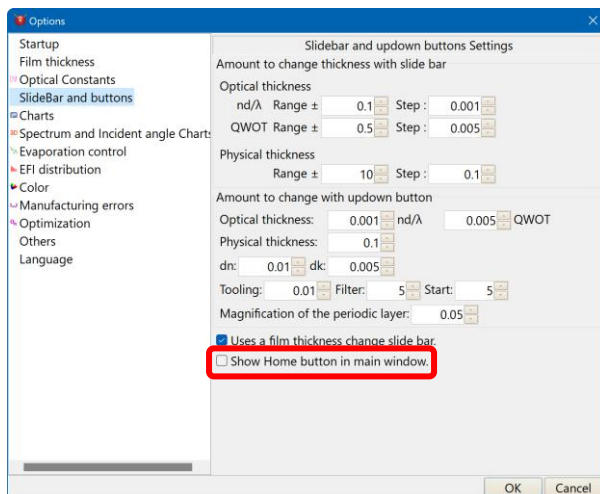 Options
Startup
Film thickness
Optical Constants
SlideBar and buttons
Charts
Spectrum and Incident angle Charts
Evaporation control
EFI distribution
Color
Manufacturing errors
Optimization
Others
Language
Slidebar and updown buttons Settings
Amount to change thickness with slide bar
Optical thickness
nd/λ Range ± 0.1 Step : 0.001
QWOT Range ± 0.5 Step : 0.005
Physical thickness
Range ± 10 Step : 0.1
Amount to change with updown button
Optical thickness: 0.001 nd/λ 0.005 QWOT
Physical thickness: 0.1
dn: 0.01 dk: 0.005
Tooling: 0.01 Filter: 5 Start: 5
Magnification of the periodic layer: 0.05
Uses a film thickness change slide bar.
Show Home button in main window.
OK Cancel